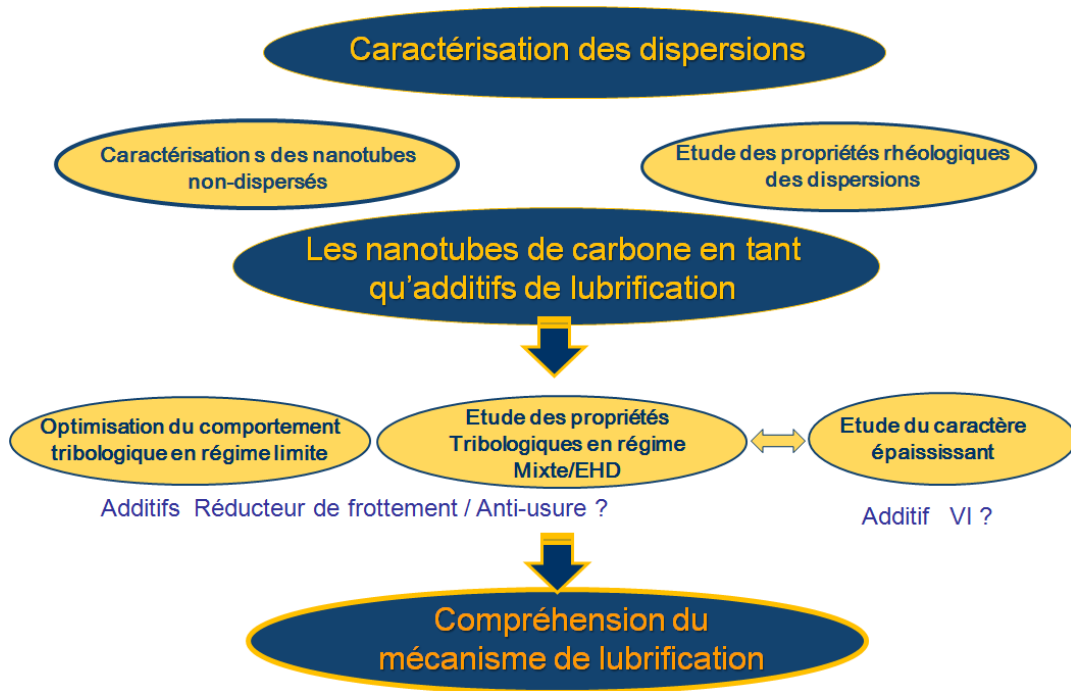 Caractérisation des dispersions
Caractérisation s des nanotubes
non-dispersés
Etude des propriétés rhéologiques
des dispersions
Les nanotubes de carbone en tant
qu'additifs de lubrification
Optimisation du comportement
tribologique en régime limite
Etude des propriétés
Tribologiques en régime
Mixte/EHD
Etude du caractère
épaississant
Additifs Réducteur de frottement / Anti-usure ?
Additif VI ?
Compréhension du
mécanisme de lubrification